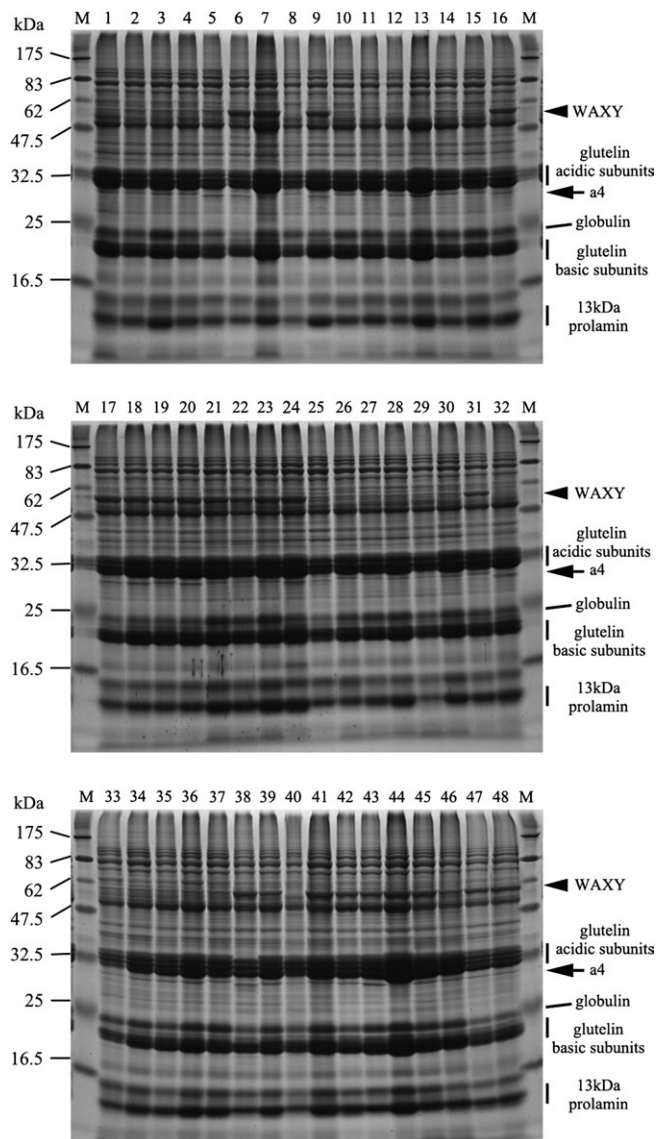 kDa M 1 2 3 4 5 6 7 8 9 10 11 12 13 14 15 16 M
175
83
62
47.5
32.5
25
16.5
WAXY
glutelin
acidic subunits
a4
globulin
glutelin
basic subunits
13kDa
prolamin
kDa M 17 18 19 20 21 22 23 24 25 26 27 28 29 30 31 32 M
175
83
62
47.5
32.5
25
16.5
WAXY
glutelin
acidic subunits
a4
globulin
glutelin
basic subunits
13kDa
prolamin
kDa M 33 34 35 36 37 38 39 40 41 42 43 44 45 46 47 48 M
175
83
62
47.5
32.5
25
16.5
WAXY
glutelin
acidic subunits
a4
globulin
glutelin
basic subunits
13kDa
prolamin